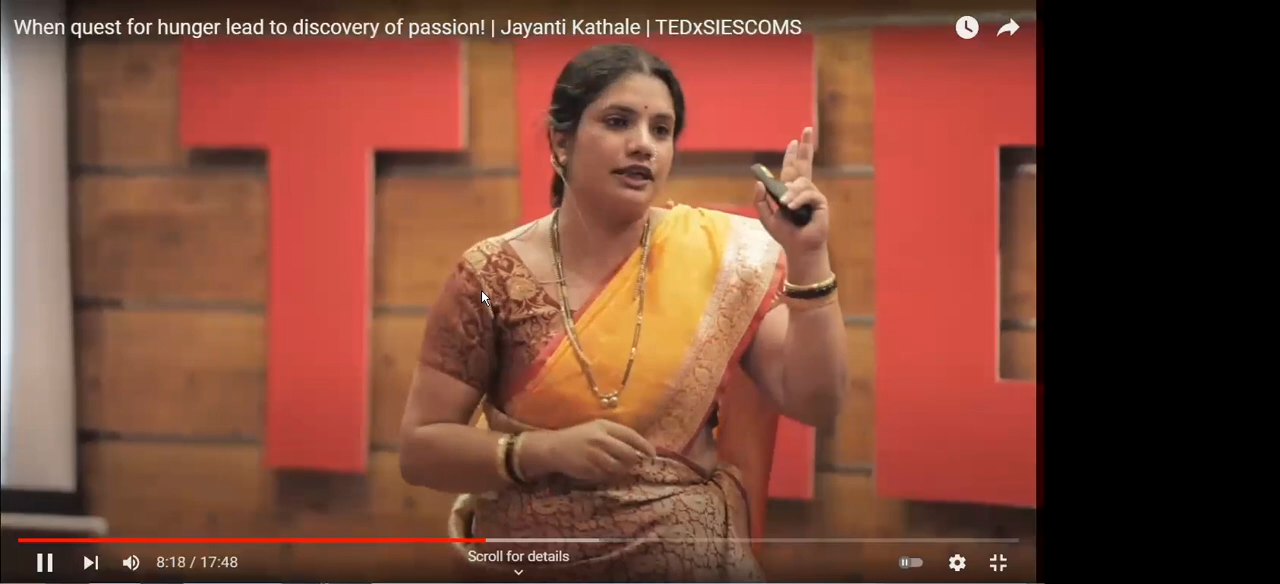 When quest for hunger lead to discovery of passion! | Jayanti Kathale | TEDxSIESCOMS
TED
8:18 / 17:48
Scroll for details